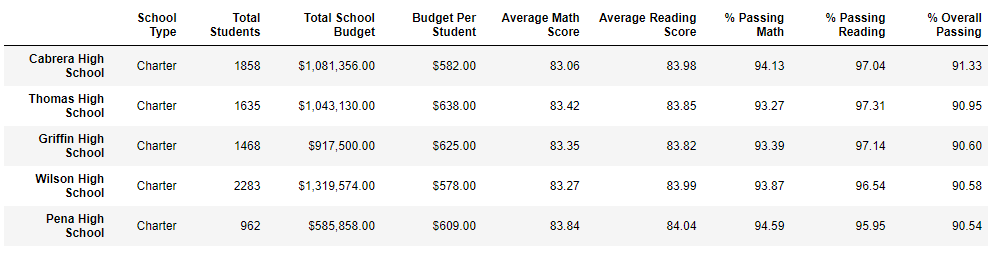 School Type Total Students Total School Budget Budget Per Student Average Math Score Average Reading Score % Passing Math % Passing Reading % Overall Passing
Cabrera High School Charter 1858 $1,081,356.00 $582.00 83.06 83.98 94.13 97.04 91.33
Thomas High School Charter 1635 $1,043,130.00 $638.00 83.42 83.85 93.27 97.31 90.95
Griffin High School Charter 1468 $917,500.00 $625.00 83.35 83.82 93.39 97.14 90.60
Wilson High School Charter 2283 $1,319,574.00 $578.00 83.27 83.99 93.87 96.54 90.58
Pena High School Charter 962 $585,858.00 $609.00 83.84 84.04 94.59 95.95 90.54